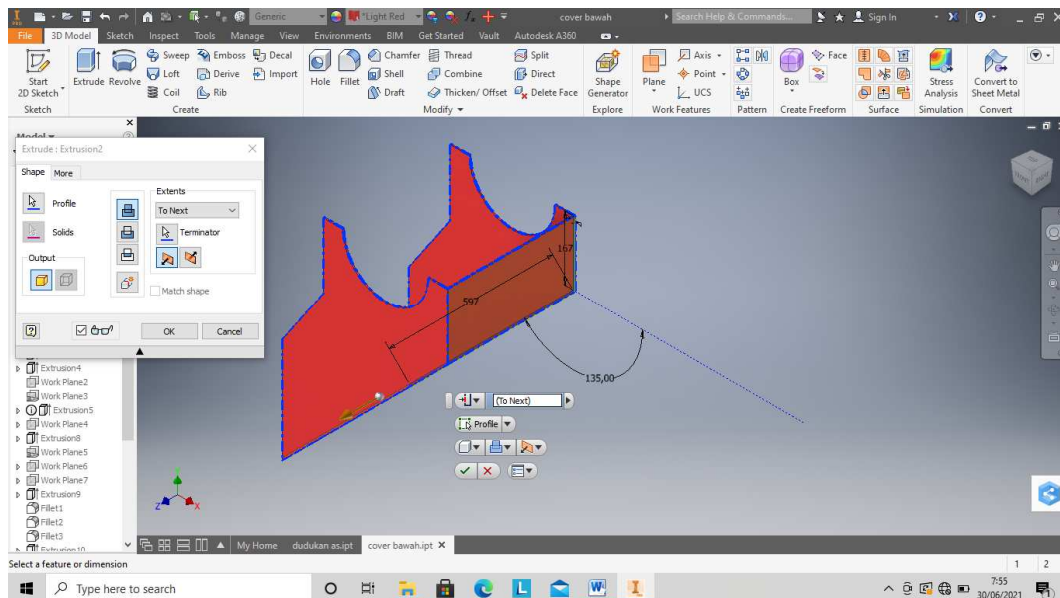 I PRO Generic *Light Red cover bawah Search Help & Commands... Sign In
File 3D Model Sketch Inspect Tools Manage View Environments BIM Get Started Vault Autodesk A360
Start 2D Sketch Extrude Revolve Sweep Emboss Decal Hole Fillet Chamfer Thread Split Shape Generator Plane Axis Box Face Stress Analysis Convert to Sheet Metal
Loft Derive Import Shell Combine Direct Point
Coil Rib Draft Thicken/ Offset Delete Face UCS
Sketch Create Modify Explore Work Features Pattern Create Freeform Surface Simulation Convert
Model
Extrude : Extrusion2
Shape More
Profile
Solids
Output
Extents
To Next
Terminator
Match shape
OK Cancel
Extrusion4
Work Plane2
Work Plane3
Extrusion5
Work Plane4
Extrusion8
Work Plane5
Work Plane6
Work Plane7
Extrusion9
Fillet1
Fillet2
Fillet3
Extrusion10
167
597
135,00
(To Next)
Profile
Y
Z X
My Home dudukan as.ipt cover bawah.ipt
Select a feature or dimension 1 2
Type here to search
L W I
7:55
30/06/2021